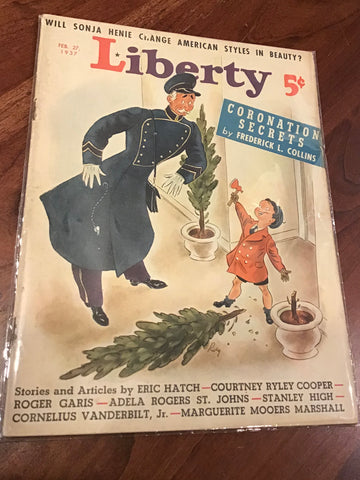 WILL SONJA HENIE CHANGE AMERICAN STYLES IN BEAUTY?
FEB. 27,
1937
Liberty
5¢
CORONATION
SECRETS
by FREDERICK L. COLLINS
Stories and Articles by ERIC HATCH—COURTNEY RYLEY COOPER—
ROGER GARIS—ADELA ROGERS ST. JOHNS—STANLEY HIGH—
CORNELIUS VANDERBILT, Jr.—MARGUERITE MOOERS MARSHALL